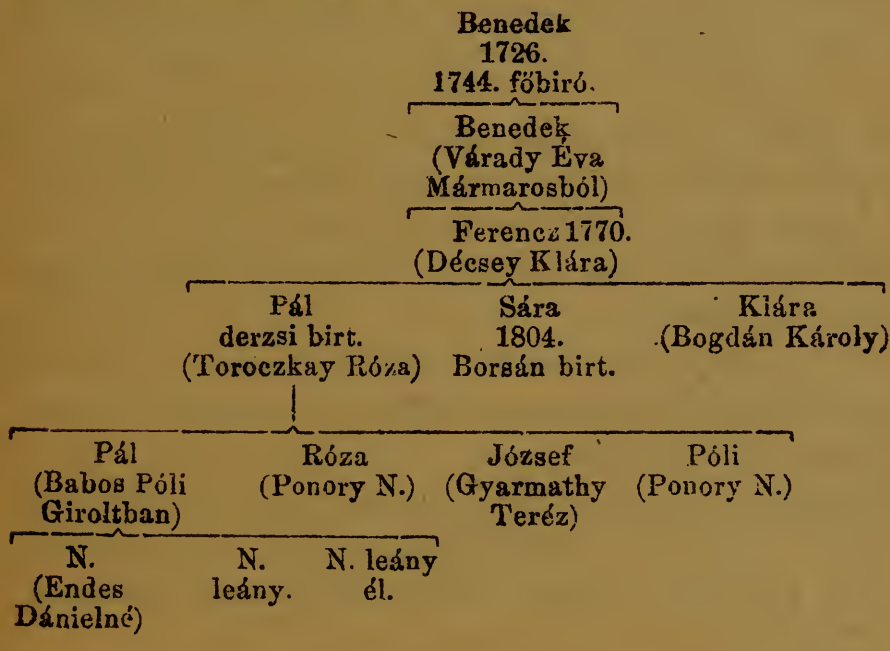 Benedek
1726.
1744. főbiró.
Benedek
(Várady Éva
Mármarosból)
Ferencz 1770.
(Décsey Klára)
Pál Sára Klára
derzsi birt. 1804. (Bogdán Károly)
(Toroczkay Róza) Borsán birt.
Pál Róza József Póli
(Babos Póli (Ponory N.) (Gyarmathy (Ponory N.)
Giroltban) Teréz)
N. N. N. leány
(Endes leány. él.
Dánielné)